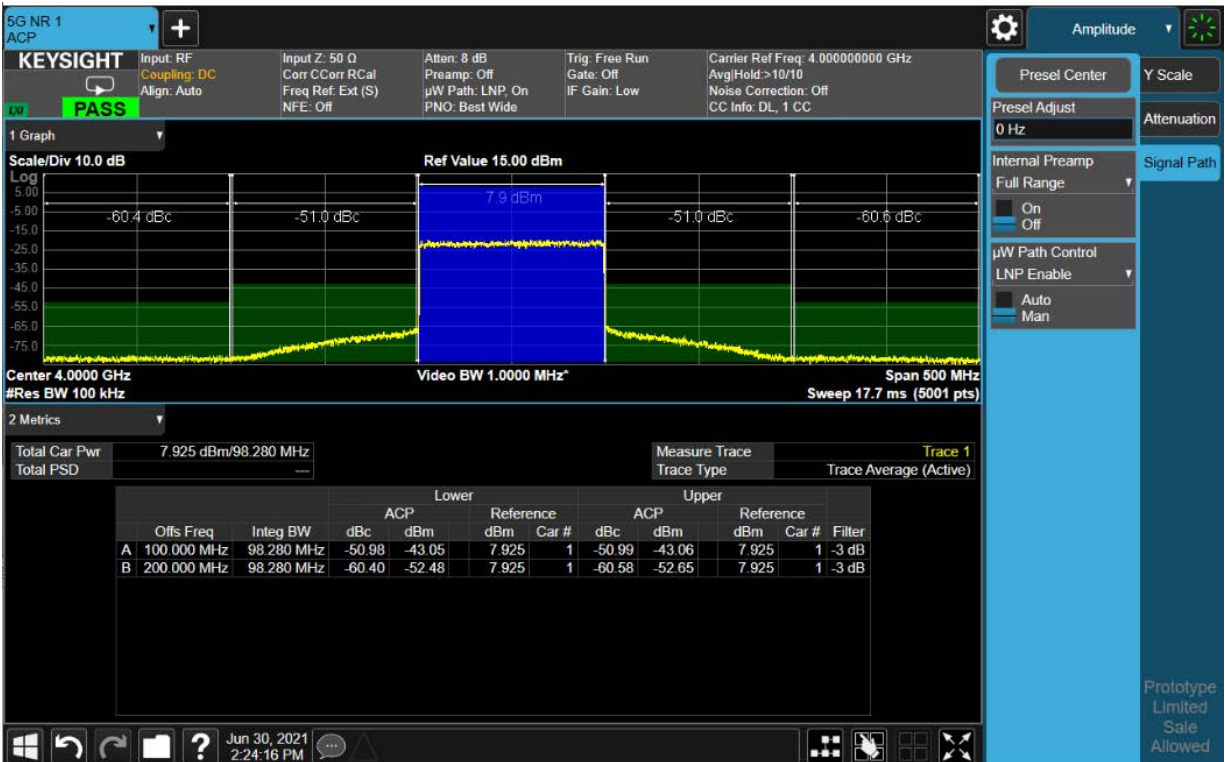 5G NR 1
ACP
+
Amplitude
KEYSIGHT
LXI
PASS
Input: RF
Coupling: DC
Align: Auto
Input Z: 50 Ω
Corr CCorr RCal
Freq Ref: Ext (S)
NFE: Off
Atten: 8 dB
Preamp: Off
µW Path: LNP, On
PNO: Best Wide
Trig: Free Run
Gate: Off
IF Gain: Low
Carrier Ref Freq: 4.000000000 GHz
Avg|Hold:>10/10
Noise Correction: Off
CC Info: DL, 1 CC
1 Graph
Scale/Div 10.0 dB
Ref Value 15.00 dBm
Log
5.00
-5.00
-15.0
-25.0
-35.0
-45.0
-55.0
-65.0
-75.0
-60.4 dBc
-51.0 dBc
7.9 dBm
-51.0 dBc
-60.6 dBc
Center 4.0000 GHz
Video BW 1.0000 MHz^
Span 500 MHz
#Res BW 100 kHz
Sweep 17.7 ms (5001 pts)
2 Metrics
Total Car Pwr 7.925 dBm/98.280 MHz
Total PSD ---
Measure Trace Trace 1
Trace Type Trace Average (Active)
Lower Upper
ACP Reference ACP Reference
Offs Freq Integ BW dBc dBm dBm Car # dBc dBm dBm Car # Filter
A 100.000 MHz 98.280 MHz -50.98 -43.05 7.925 1 -50.99 -43.06 7.925 1 -3 dB
B 200.000 MHz 98.280 MHz -60.40 -52.48 7.925 1 -60.58 -52.65 7.925 1 -3 dB
Presel Center
Presel Adjust
0 Hz
Internal Preamp
Full Range
On
Off
µW Path Control
LNP Enable
Auto
Man
Y Scale
Attenuation
Signal Path
Prototype
Limited
Sale
Allowed
?
Jun 30, 2021
2:24:16 PM